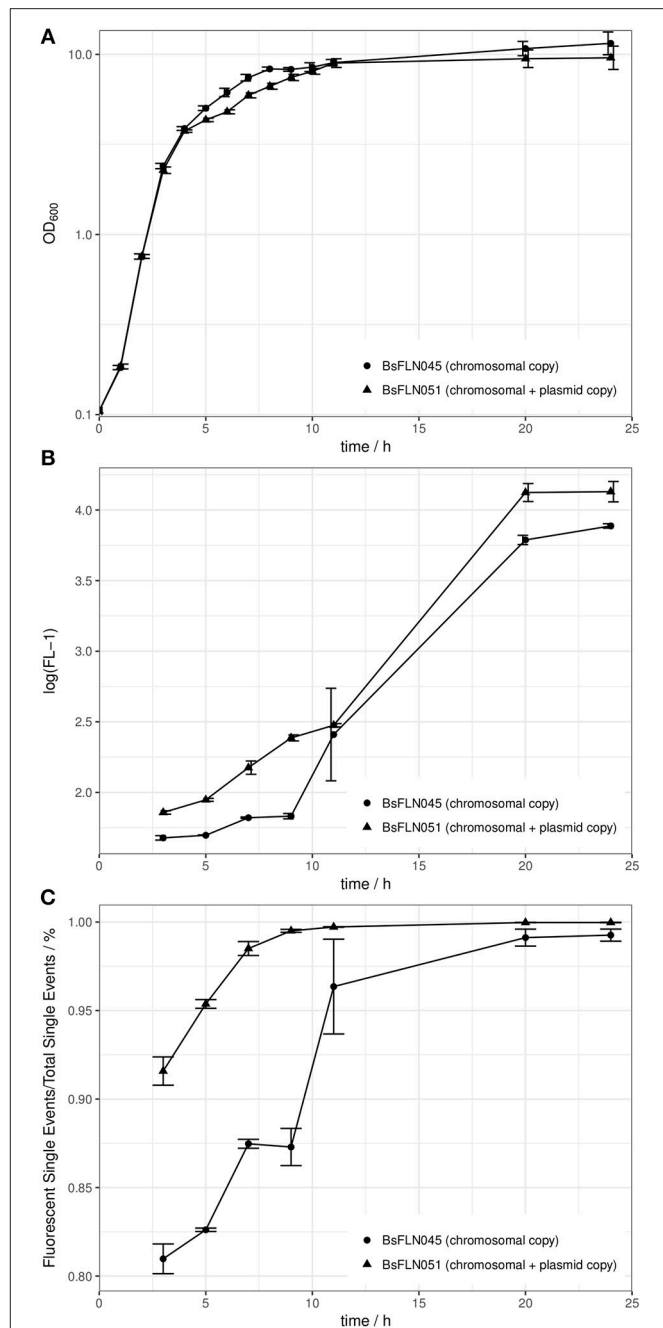 A
10.0
1.0
0.1
OD600
BsFLN045 (chromosomal copy)
BsFLN051 (chromosomal + plasmid copy)
0 5 10 15 20 25
time / h
B
4.0
3.5
3.0
2.5
2.0
log(FL−1)
BsFLN045 (chromosomal copy)
BsFLN051 (chromosomal + plasmid copy)
0 5 10 15 20 25
time / h
C
1.00
0.95
0.90
0.85
0.80
Fluorescent Single Events/Total Single Events / %
BsFLN045 (chromosomal copy)
BsFLN051 (chromosomal + plasmid copy)
0 5 10 15 20 25
time / h